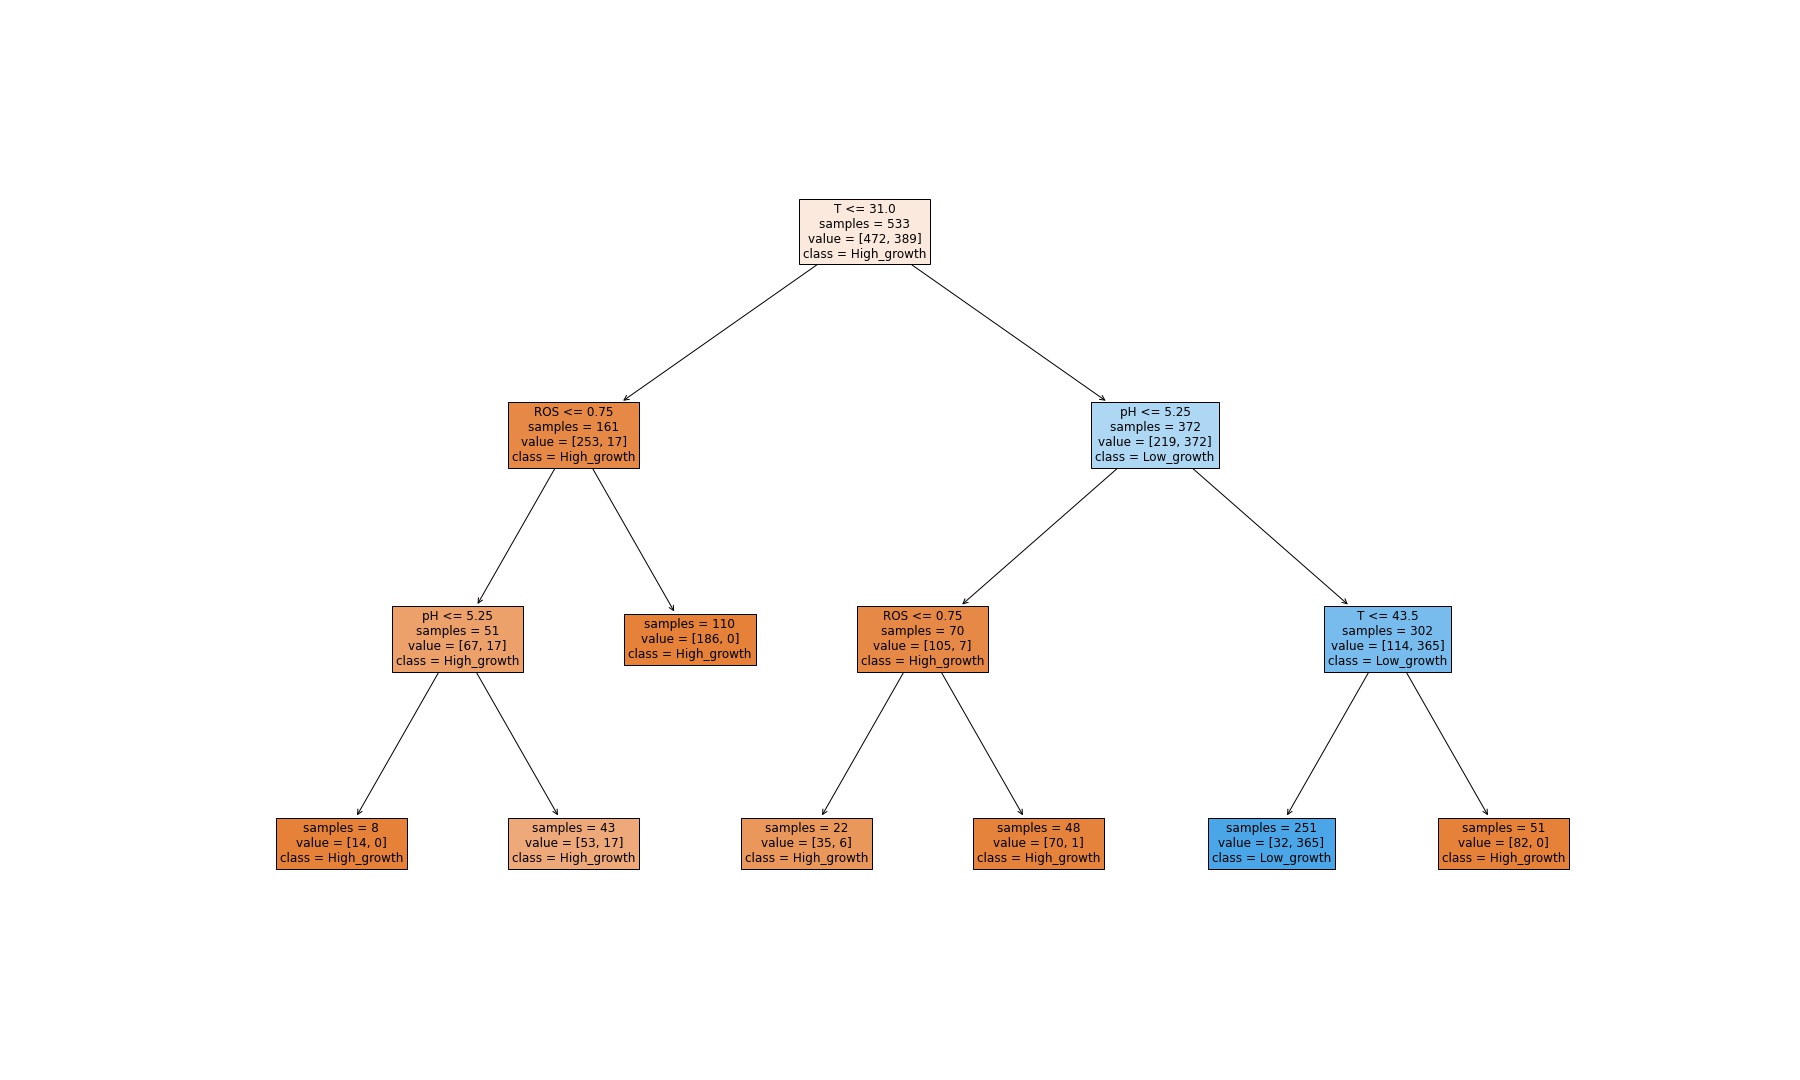 T <= 31.0
samples = 533
value = [472, 389]
class = High_growth
ROS <= 0.75
samples = 161
value = [253, 17]
class = High_growth
pH <= 5.25
samples = 372
value = [219, 372]
class = Low_growth
pH <= 5.25
samples = 51
value = [67, 17]
class = High_growth
samples = 110
value = [186, 0]
class = High_growth
ROS <= 0.75
samples = 70
value = [105, 7]
class = High_growth
T <= 43.5
samples = 302
value = [114, 365]
class = Low_growth
samples = 8
value = [14, 0]
class = High_growth
samples = 43
value = [53, 17]
class = High_growth
samples = 22
value = [35, 6]
class = High_growth
samples = 48
value = [70, 1]
class = High_growth
samples = 251
value = [32, 365]
class = Low_growth
samples = 51
value = [82, 0]
class = High_growth